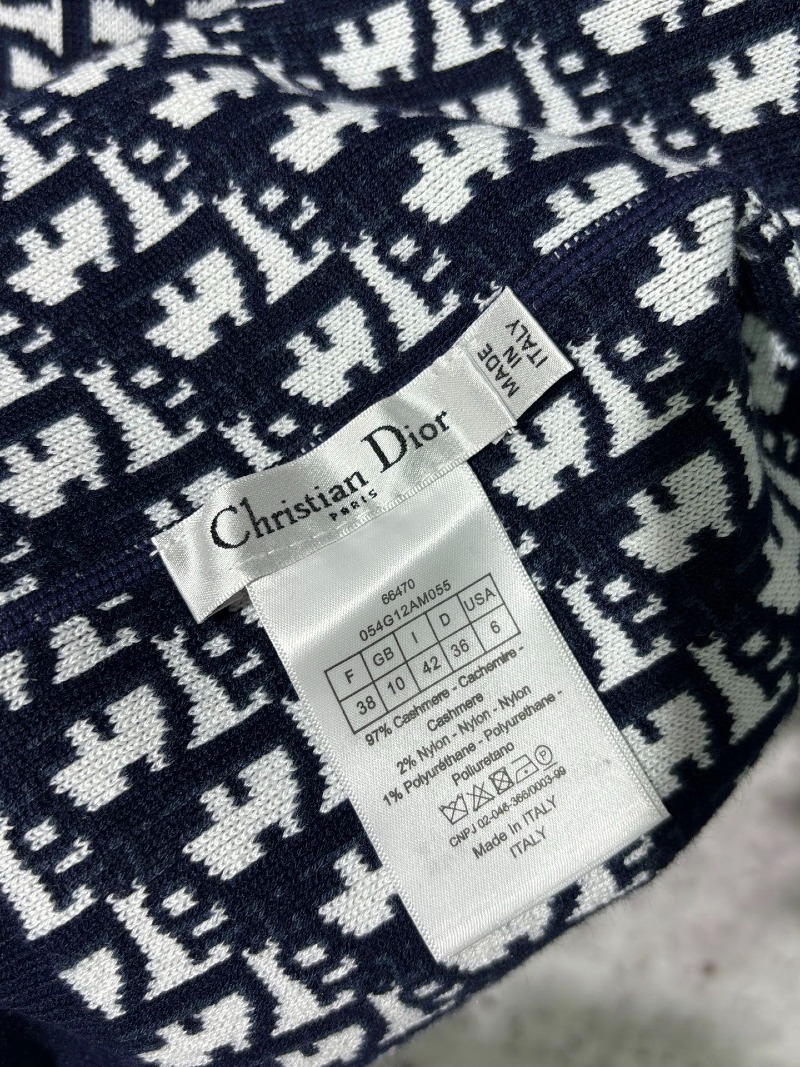 Christian Dior
PARIS
MADE
IN
ITALY
66470
054G12AM055
F GB I D USA
38 10 42 36 6
97% Cashmere - Cachemire -
Cashmere
2% Nylon - Nylon - Nylon
1% Polyuréthane - Polyurethane -
Poliuretano
CNPJ 02-046-366/0003-99
Made in ITALY
ITALY